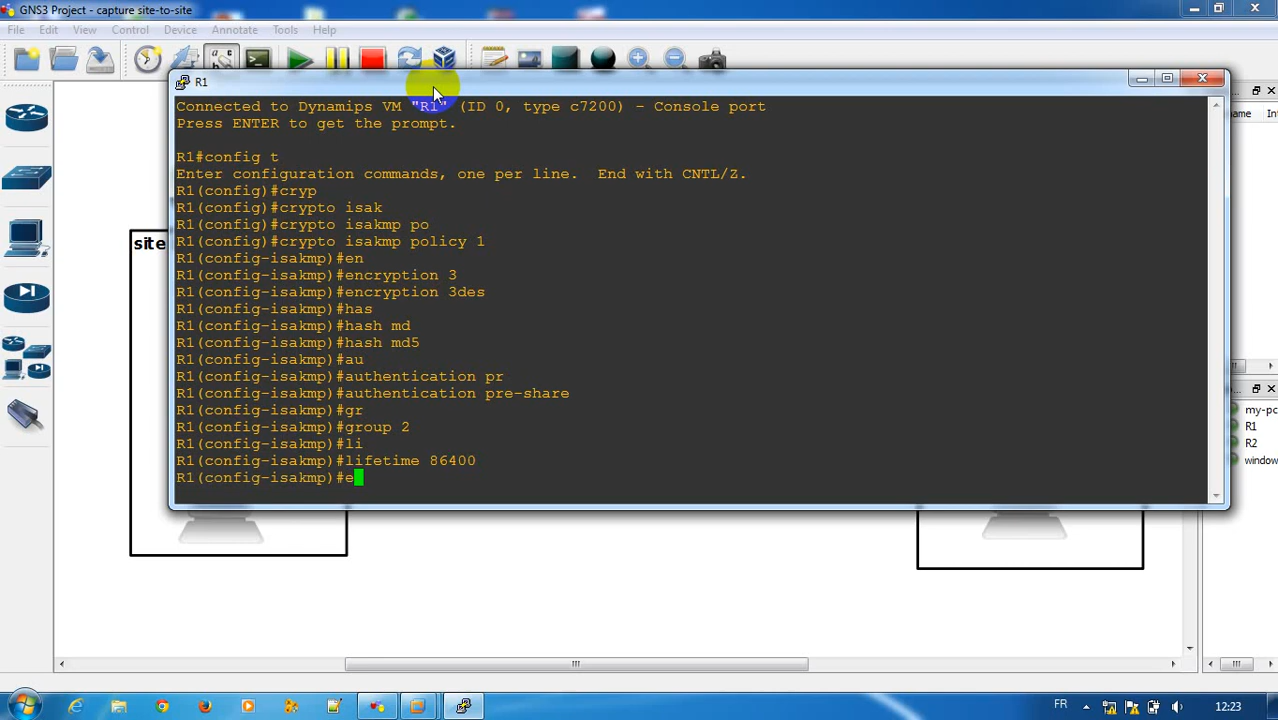 GNS3 Project - capture site-to-site
File Edit View Control Device Annotate Tools Help
R1
Connected to Dynamips VM "R1" (ID 0, type c7200) - Console port
Press ENTER to get the prompt.
R1#config t
Enter configuration commands, one per line.  End with CNTL/Z.
R1(config)#cryp
R1(config)#crypto isak
R1(config)#crypto isakmp po
R1(config)#crypto isakmp policy 1
R1(config-isakmp)#en
R1(config-isakmp)#encryption 3
R1(config-isakmp)#encryption 3des
R1(config-isakmp)#has
R1(config-isakmp)#hash md
R1(config-isakmp)#hash md5
R1(config-isakmp)#au
R1(config-isakmp)#authentication pr
R1(config-isakmp)#authentication pre-share
R1(config-isakmp)#gr
R1(config-isakmp)#group 2
R1(config-isakmp)#li
R1(config-isakmp)#lifetime 86400
R1(config-isakmp)#e
site
ame Int
my-pc
R1
R2
window
FR 12:23